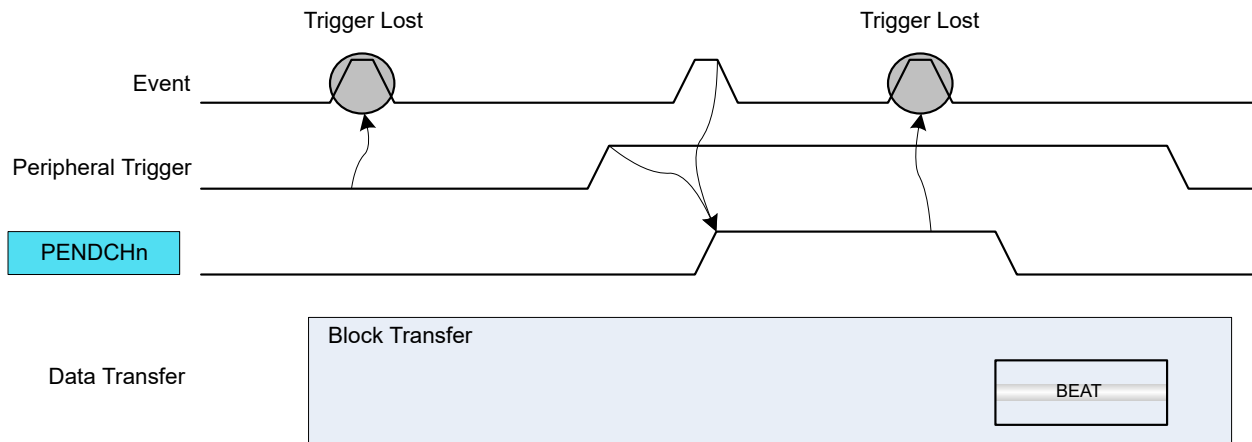 Trigger Lost
Trigger Lost
Event
Peripheral Trigger
PENDCHn
Block Transfer
Data Transfer
BEAT